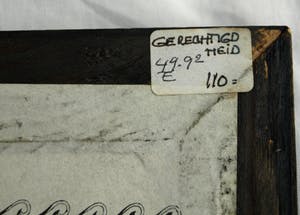 GERECHTIGD
HEID
49.92
E 110=